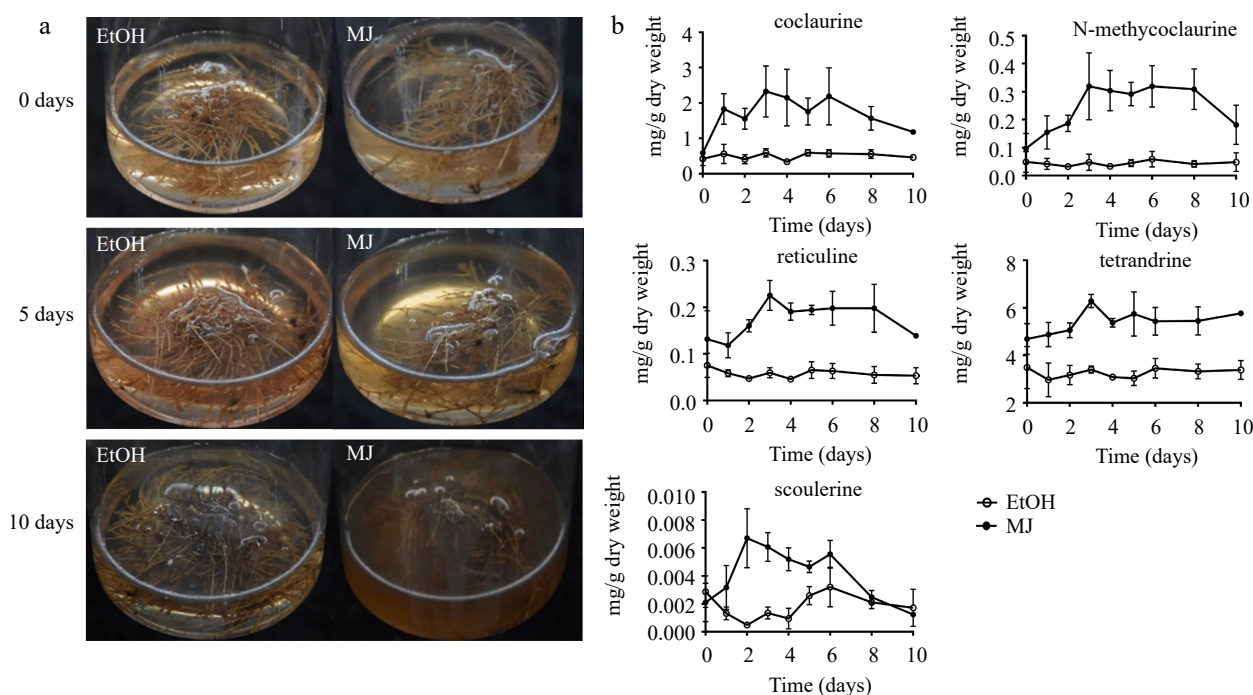 a
EtOH
MJ
0 days
EtOH
MJ
5 days
EtOH
MJ
10 days
b
coclaurine
4
3
2
1
0
mg/g dry weight
0 2 4 6 8 10
Time (days)
N-methycoclaurine
0.5
0.4
0.3
0.2
0.1
0.0
mg/g dry weight
0 2 4 6 8 10
Time (days)
reticuline
0.3
0.2
0.1
0.0
mg/g dry weight
0 2 4 6 8 10
Time (days)
tetrandrine
8
6
4
2
mg/g dry weight
0 2 4 6 8 10
Time (days)
scoulerine
0.010
0.008
0.006
0.004
0.002
0.000
mg/g dry weight
0 2 4 6 8 10
Time (days)
EtOH
MJ